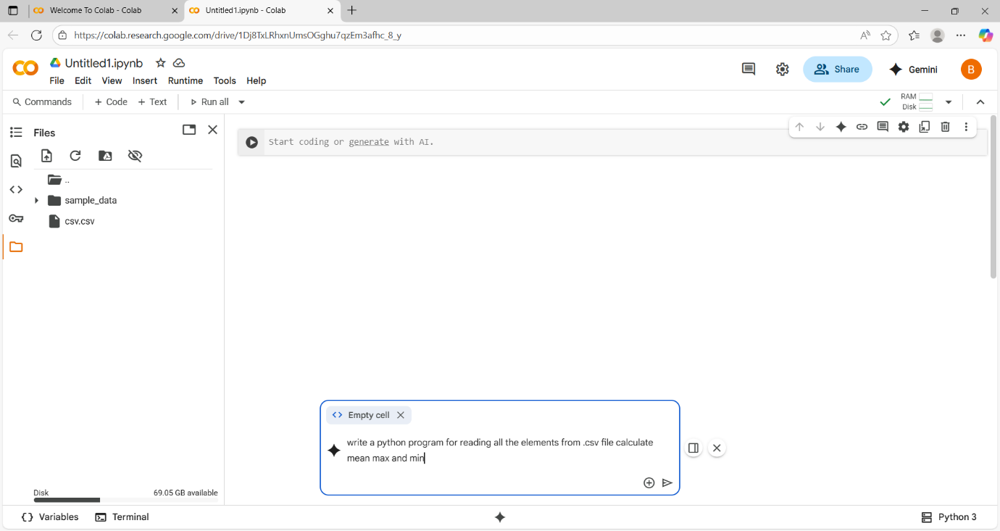 Welcome To Colab - Colab
Untitled1.ipynb - Colab
https://colab.research.google.com/drive/1Dj8TxLRhxnUmsOGghu7qzEm3afhc_8_y
Untitled1.ipynb
File Edit View Insert Runtime Tools Help
Share
Gemini
B
Commands
+ Code + Text
Run all
RAM
Disk
Files
Start coding or generate with AI.
..
sample_data
csv.csv
Empty cell
write a python program for reading all the elements from .csv file calculate
mean max and min
Disk 69.05 GB available
Variables
Terminal
Python 3